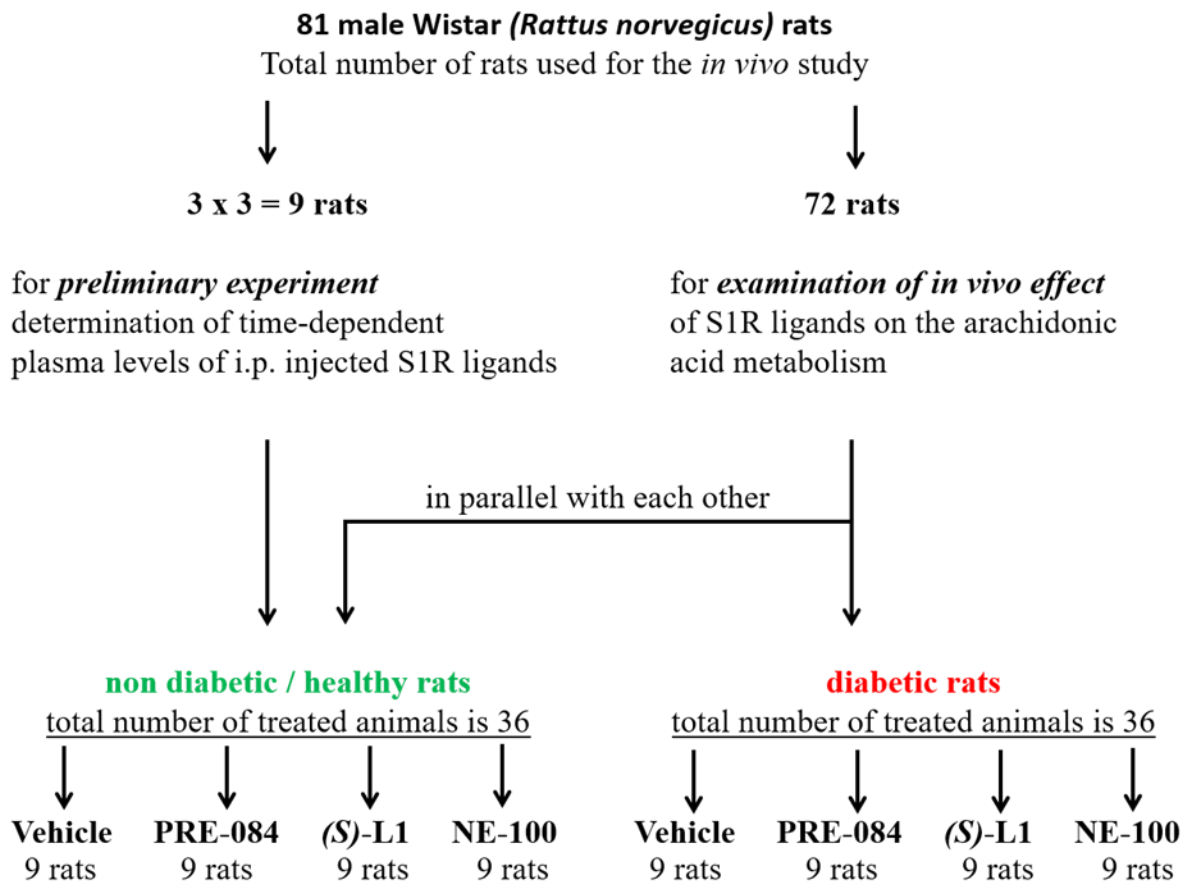 81 male Wistar (Rattus norvegicus) rats
Total number of rats used for the in vivo study
3 x 3 = 9 rats
for preliminary experiment
determination of time-dependent
plasma levels of i.p. injected S1R ligands
72 rats
for examination of in vivo effect
of S1R ligands on the arachidonic
acid metabolism
in parallel with each other
non diabetic / healthy rats
total number of treated animals is 36
Vehicle
9 rats
PRE-084
9 rats
(S)-L1
9 rats
NE-100
9 rats
diabetic rats
total number of treated animals is 36
Vehicle
9 rats
PRE-084
9 rats
(S)-L1
9 rats
NE-100
9 rats